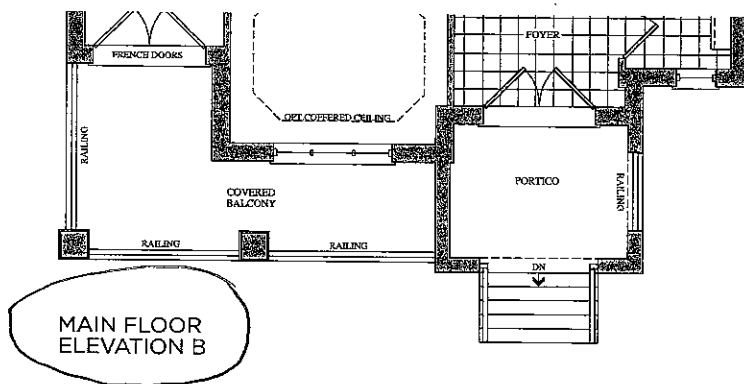 FOYER
FRENCH DOORS
OPT. COFFERED CEILING
RAILING
PORTICO
RAILING
COVERED
BALCONY
RAILING
RAILING
DN
MAIN FLOOR
ELEVATION B